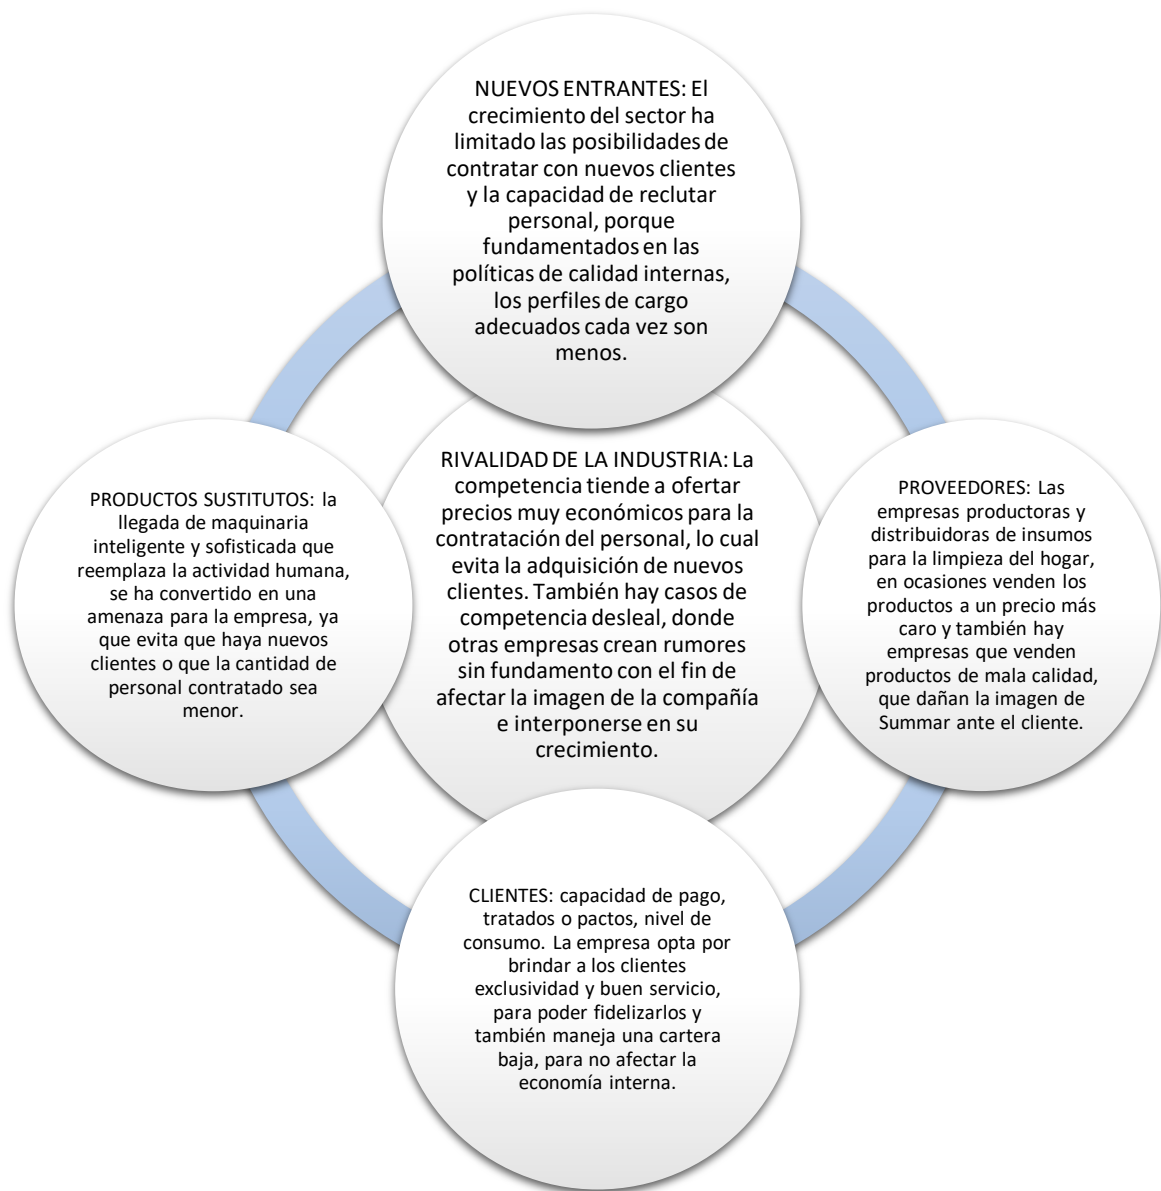 NUEVOS ENTRANTES: El
crecimiento del sector ha
limitado las posibilidades de
contratar con nuevos clientes
y la capacidad de reclutar
personal, porque
fundamentados en las
políticas de calidad internas,
los perfiles de cargo
adecuados cada vez son
menos.
PRODUCTOS SUSTITUTOS: la
llegada de maquinaria
inteligente y sofisticada que
reemplaza la actividad humana,
se ha convertido en una
amenaza para la empresa, ya
que evita que haya nuevos
clientes o que la cantidad de
personal contratado sea
menor.
RIVALIDAD DE LA INDUSTRIA: La
competencia tiende a ofertar
precios muy económicos para la
contratación del personal, lo cual
evita la adquisición de nuevos
clientes. También hay casos de
competencia desleal, donde
otras empresas crean rumores
sin fundamento con el fin de
afectar la imagen de la compañía
e interponerse en su
crecimiento.
PROVEEDORES: Las
empresas productoras y
distribuidoras de insumos
para la limpieza del hogar,
en ocasiones venden los
productos a un precio más
caro y también hay
empresas que venden
productos de mala calidad,
que dañan la imagen de
Summar ante el cliente.
CLIENTES: capacidad de pago,
tratados o pactos, nivel de
consumo. La empresa opta por
brindar a los clientes
exclusividad y buen servicio,
para poder fidelizarlos y
también maneja una cartera
baja, para no afectar la
economía interna.